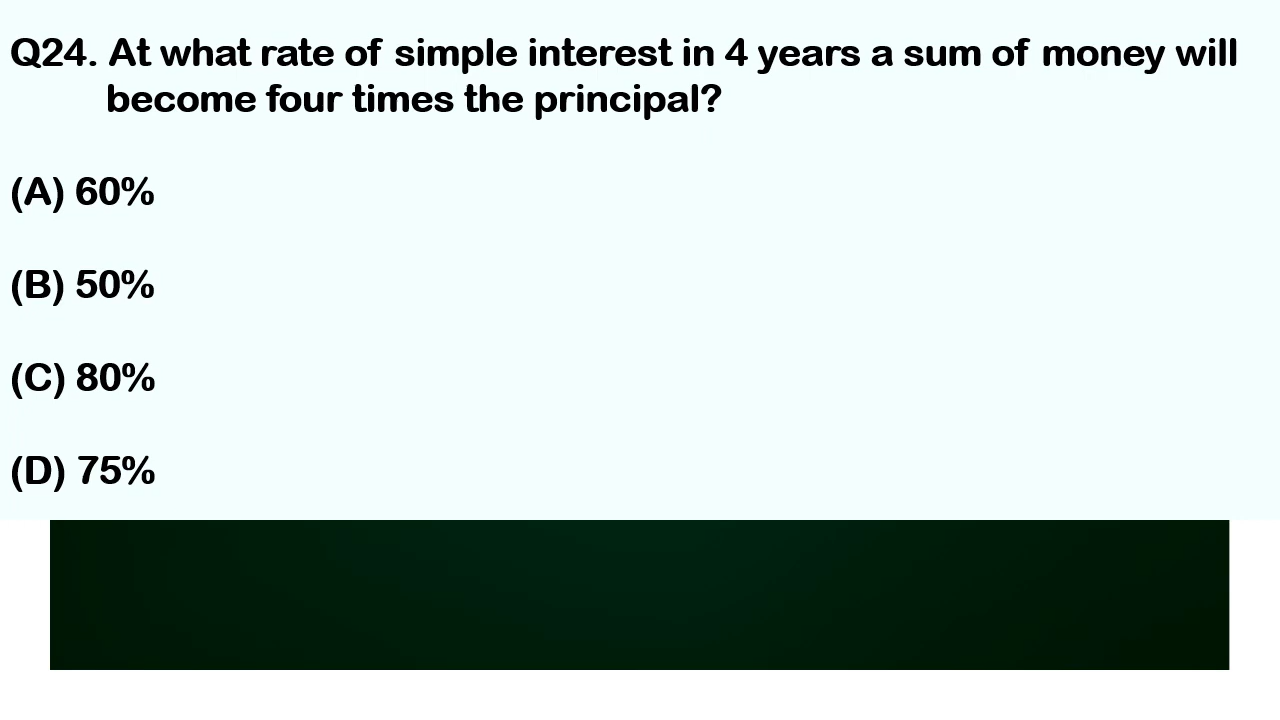 Q24. At what rate of simple interest in 4 years a sum of money will
become four times the principal?
(A) 60%
(B) 50%
(C) 80%
(D) 75%